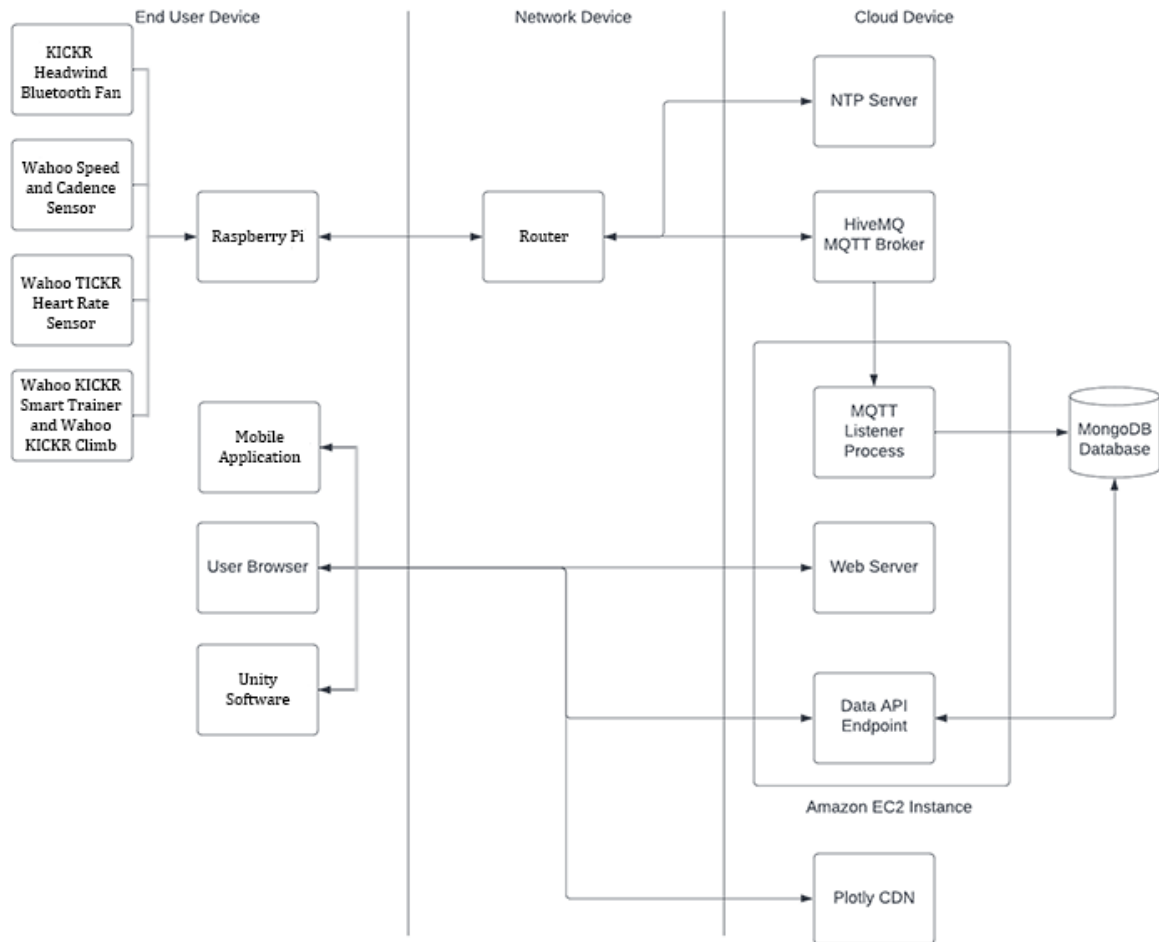 End User Device
Network Device
Cloud Device
KICKR
Headwind
Bluetooth Fan
Wahoo Speed
and Cadence
Sensor
Wahoo TICKR
Heart Rate
Sensor
Wahoo KICKR
Smart Trainer
and Wahoo
KICKR Climb
Raspberry Pi
Mobile
Application
User Browser
Unity
Software
Router
NTP Server
HiveMQ
MQTT Broker
MQTT
Listener
Process
MongoDB
Database
Web Server
Data API
Endpoint
Amazon EC2 Instance
Plotly CDN